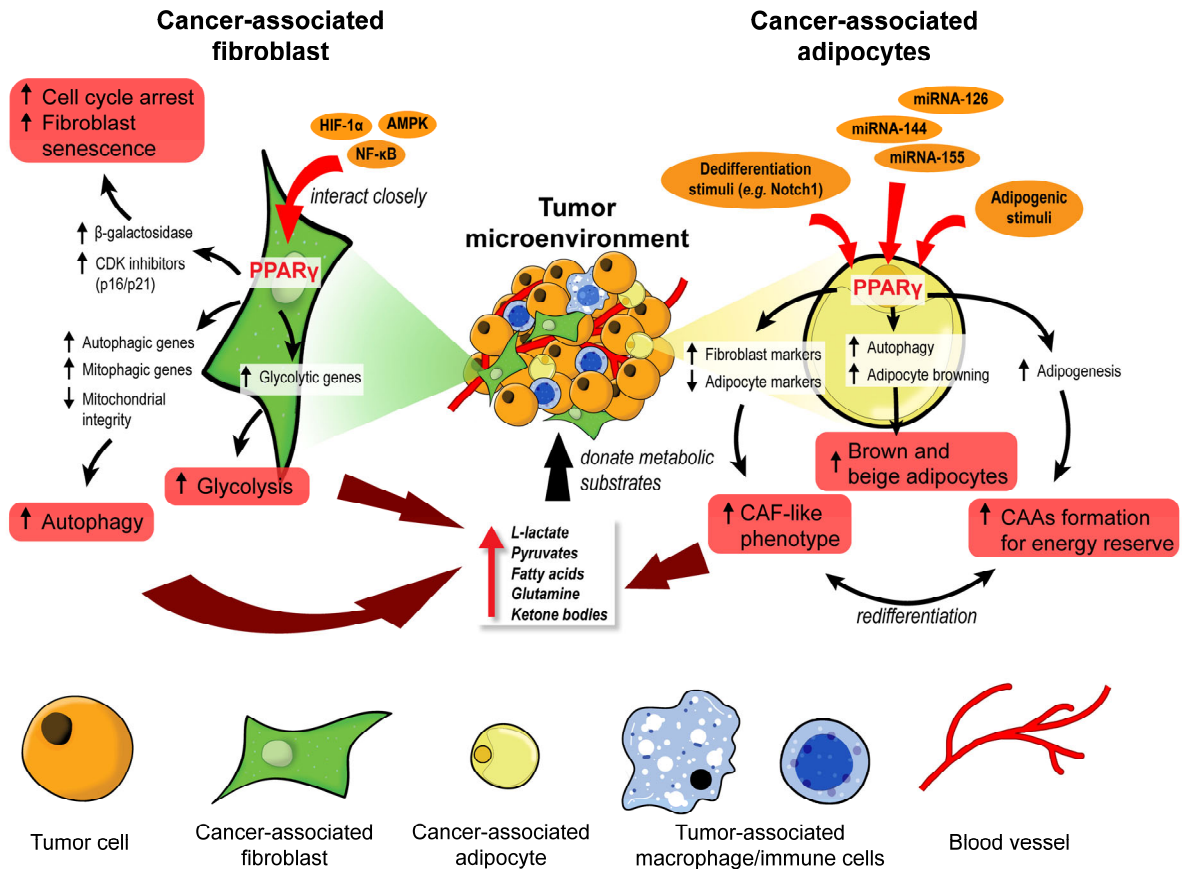 Cancer-associated
fibroblast
Cancer-associated
adipocytes
Cell cycle arrest
Fibroblast
senescence
HIF-1α
AMPK
NF-κB
interact closely
β-galactosidase
CDK inhibitors
(p16/p21)
PPARγ
Autophagic genes
Mitophagic genes
Mitochondrial
integrity
Glycolytic genes
Glycolysis
Autophagy
Tumor
microenvironment
donate metabolic
substrates
L-lactate
Pyruvates
Fatty acids
Glutamine
Ketone bodies
miRNA-126
miRNA-144
miRNA-155
Dedifferentiation
stimuli (e.g. Notch1)
Adipogenic
stimuli
PPARγ
Fibroblast markers
Adipocyte markers
Autophagy
Adipocyte browning
Adipogenesis
Brown and
beige adipocytes
CAF-like
phenotype
CAAs formation
for energy reserve
redifferentiation
Tumor cell
Cancer-associated
fibroblast
Cancer-associated
adipocyte
Tumor-associated
macrophage/immune cells
Blood vessel